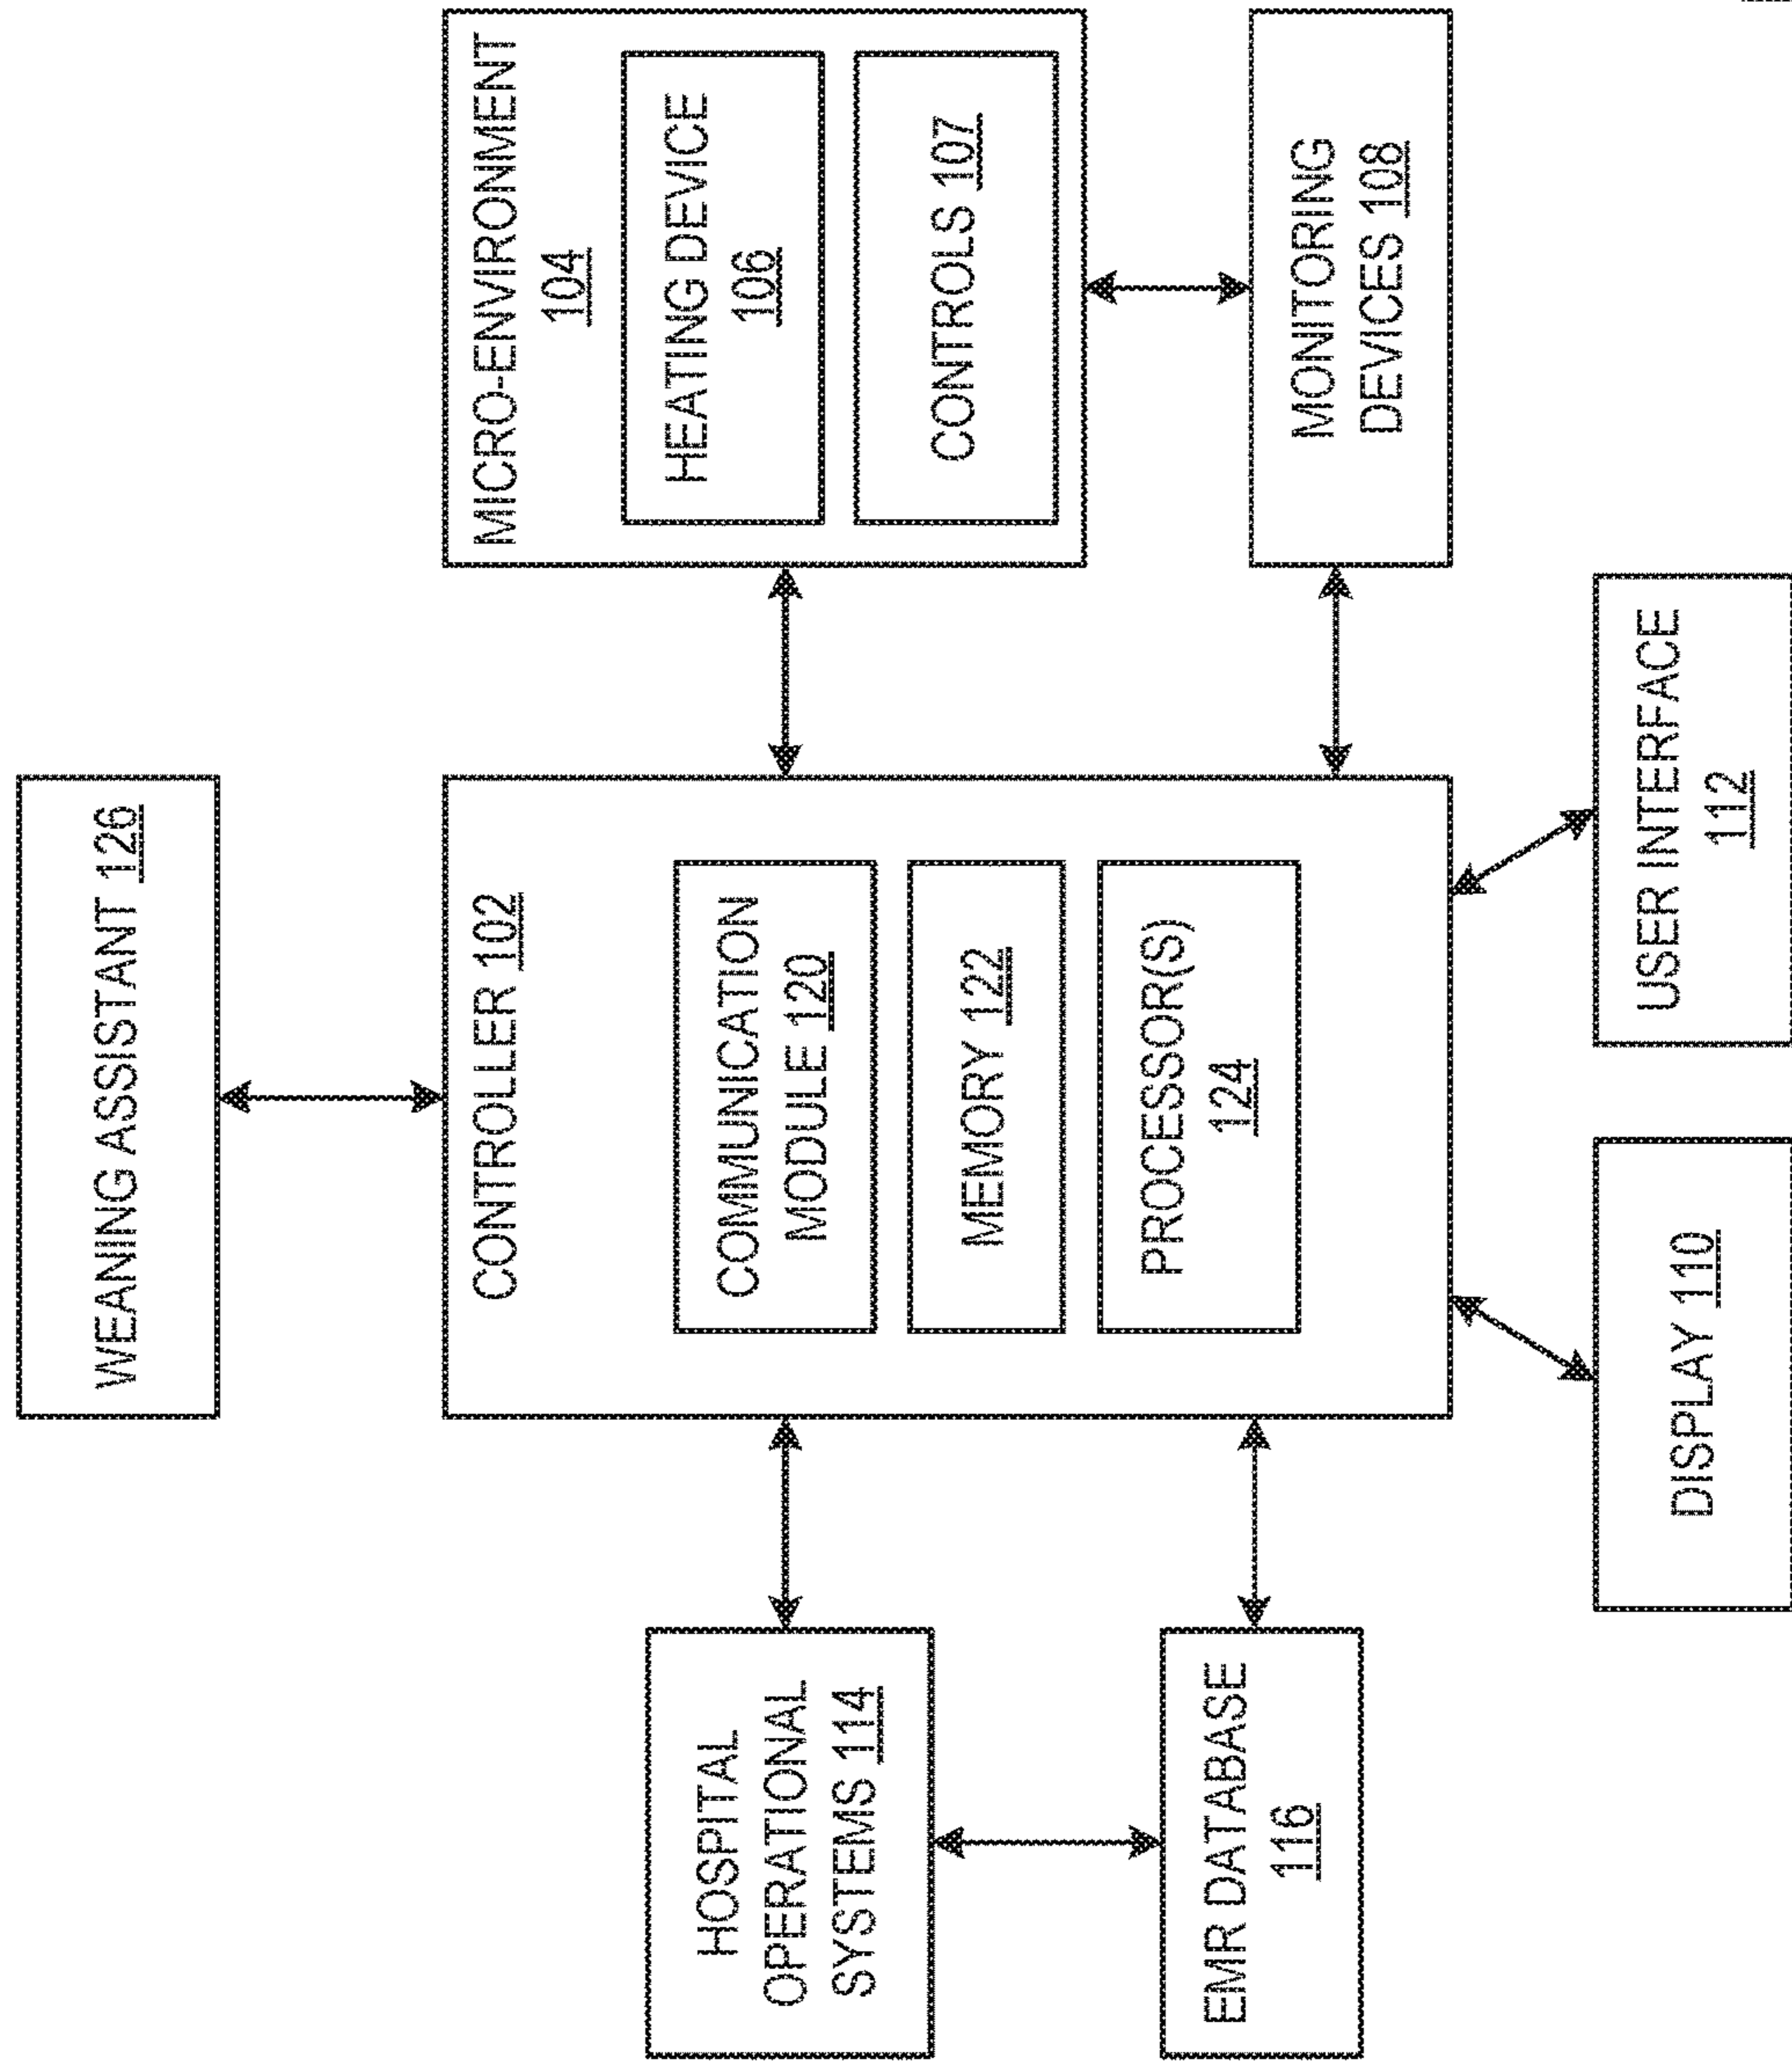 WEANING ASSISTANT 126
HOSPITAL
OPERATIONAL
SYSTEMS 114
EMR DATABASE
116
CONTROLLER 102
COMMUNICATION
MODULE 120
MEMORY 122
PROCESSOR(S)
124
MICRO-ENVIRONMENT
104
HEATING DEVICE
106
CONTROLS 107
MONITORING
DEVICES 108
DISPLAY 110
USER INTERFACE
112